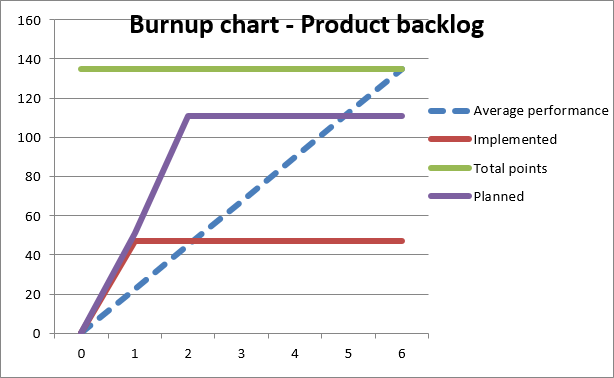 Burnup chart - Product backlog
160
140
120
100
80
60
40
20
0
0 1 2 3 4 5 6
Average performance
Implemented
Total points
Planned